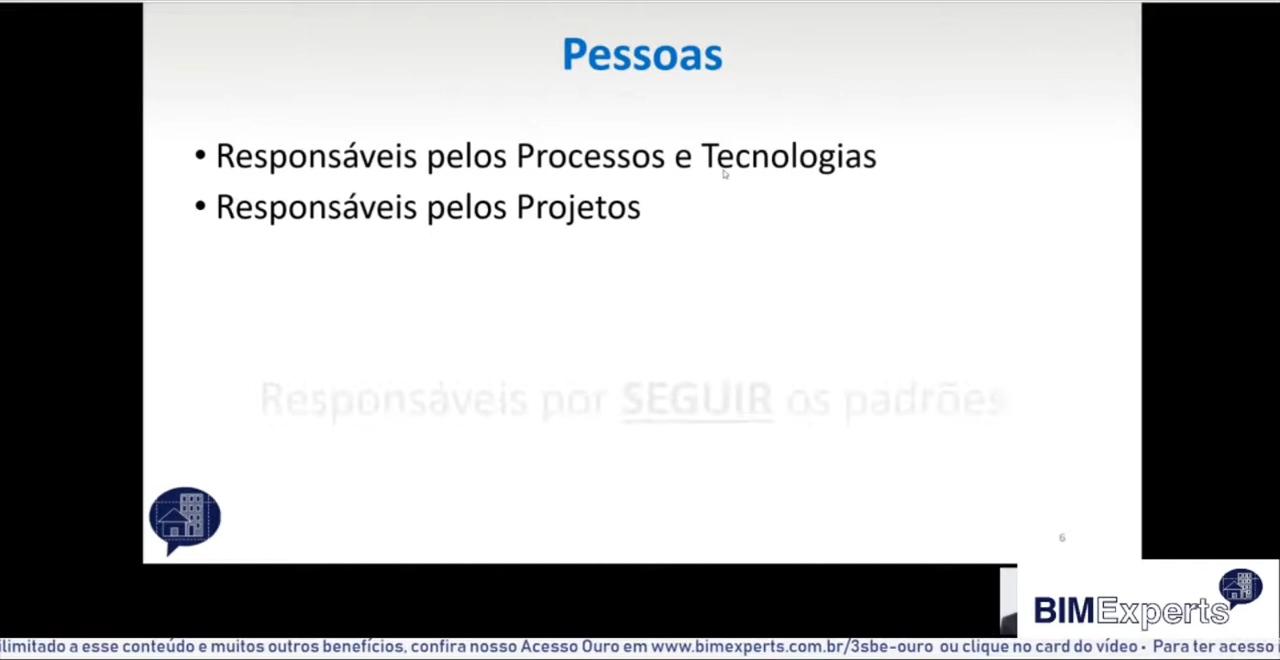 Pessoas
• Responsáveis pelos Processos e Tecnologias
• Responsáveis pelos Projetos
Responsáveis por SEGUIR os padrões
6
BIMExperts
ilimitado a esse conteúdo e muitos outros benefícios, confira nosso Acesso Ouro em www.bimexperts.com.br/3sbe-ouro ou clique no card do vídeo • Para ter acesso